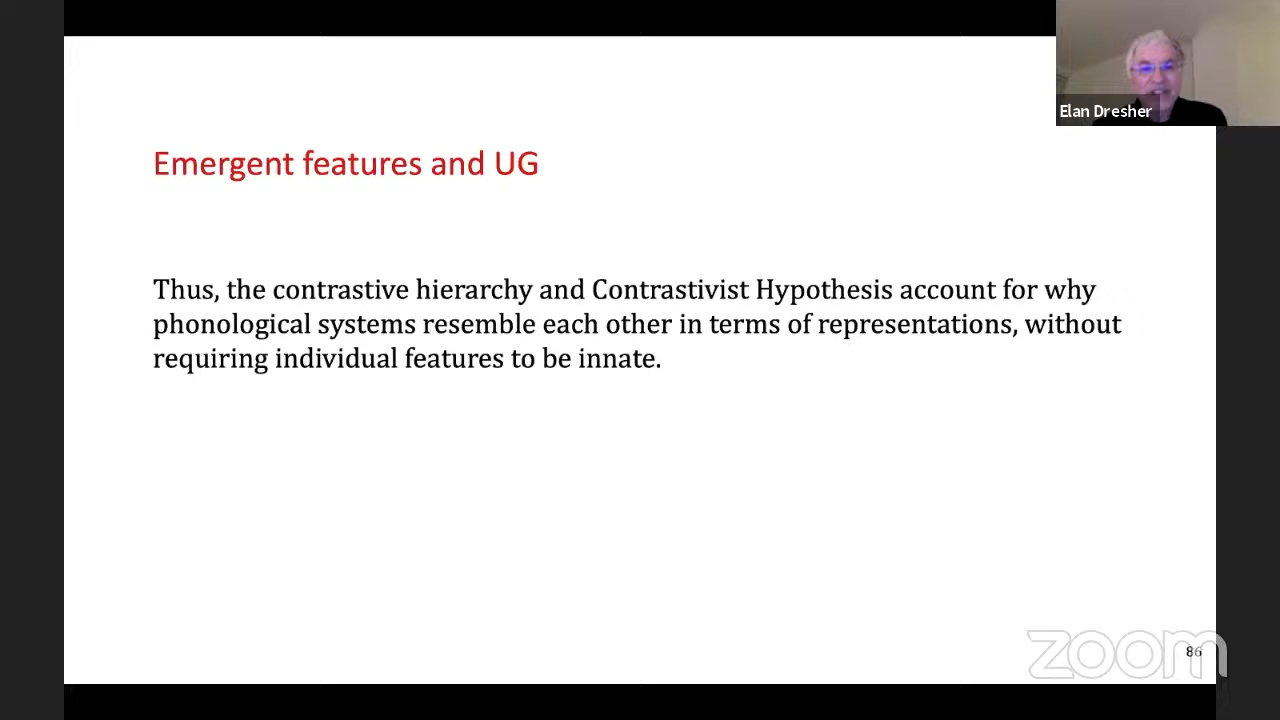 Elan Dresher
Emergent features and UG
Thus, the contrastive hierarchy and Contrastivist Hypothesis account for why
phonological systems resemble each other in terms of representations, without
requiring individual features to be innate.
zoom
86